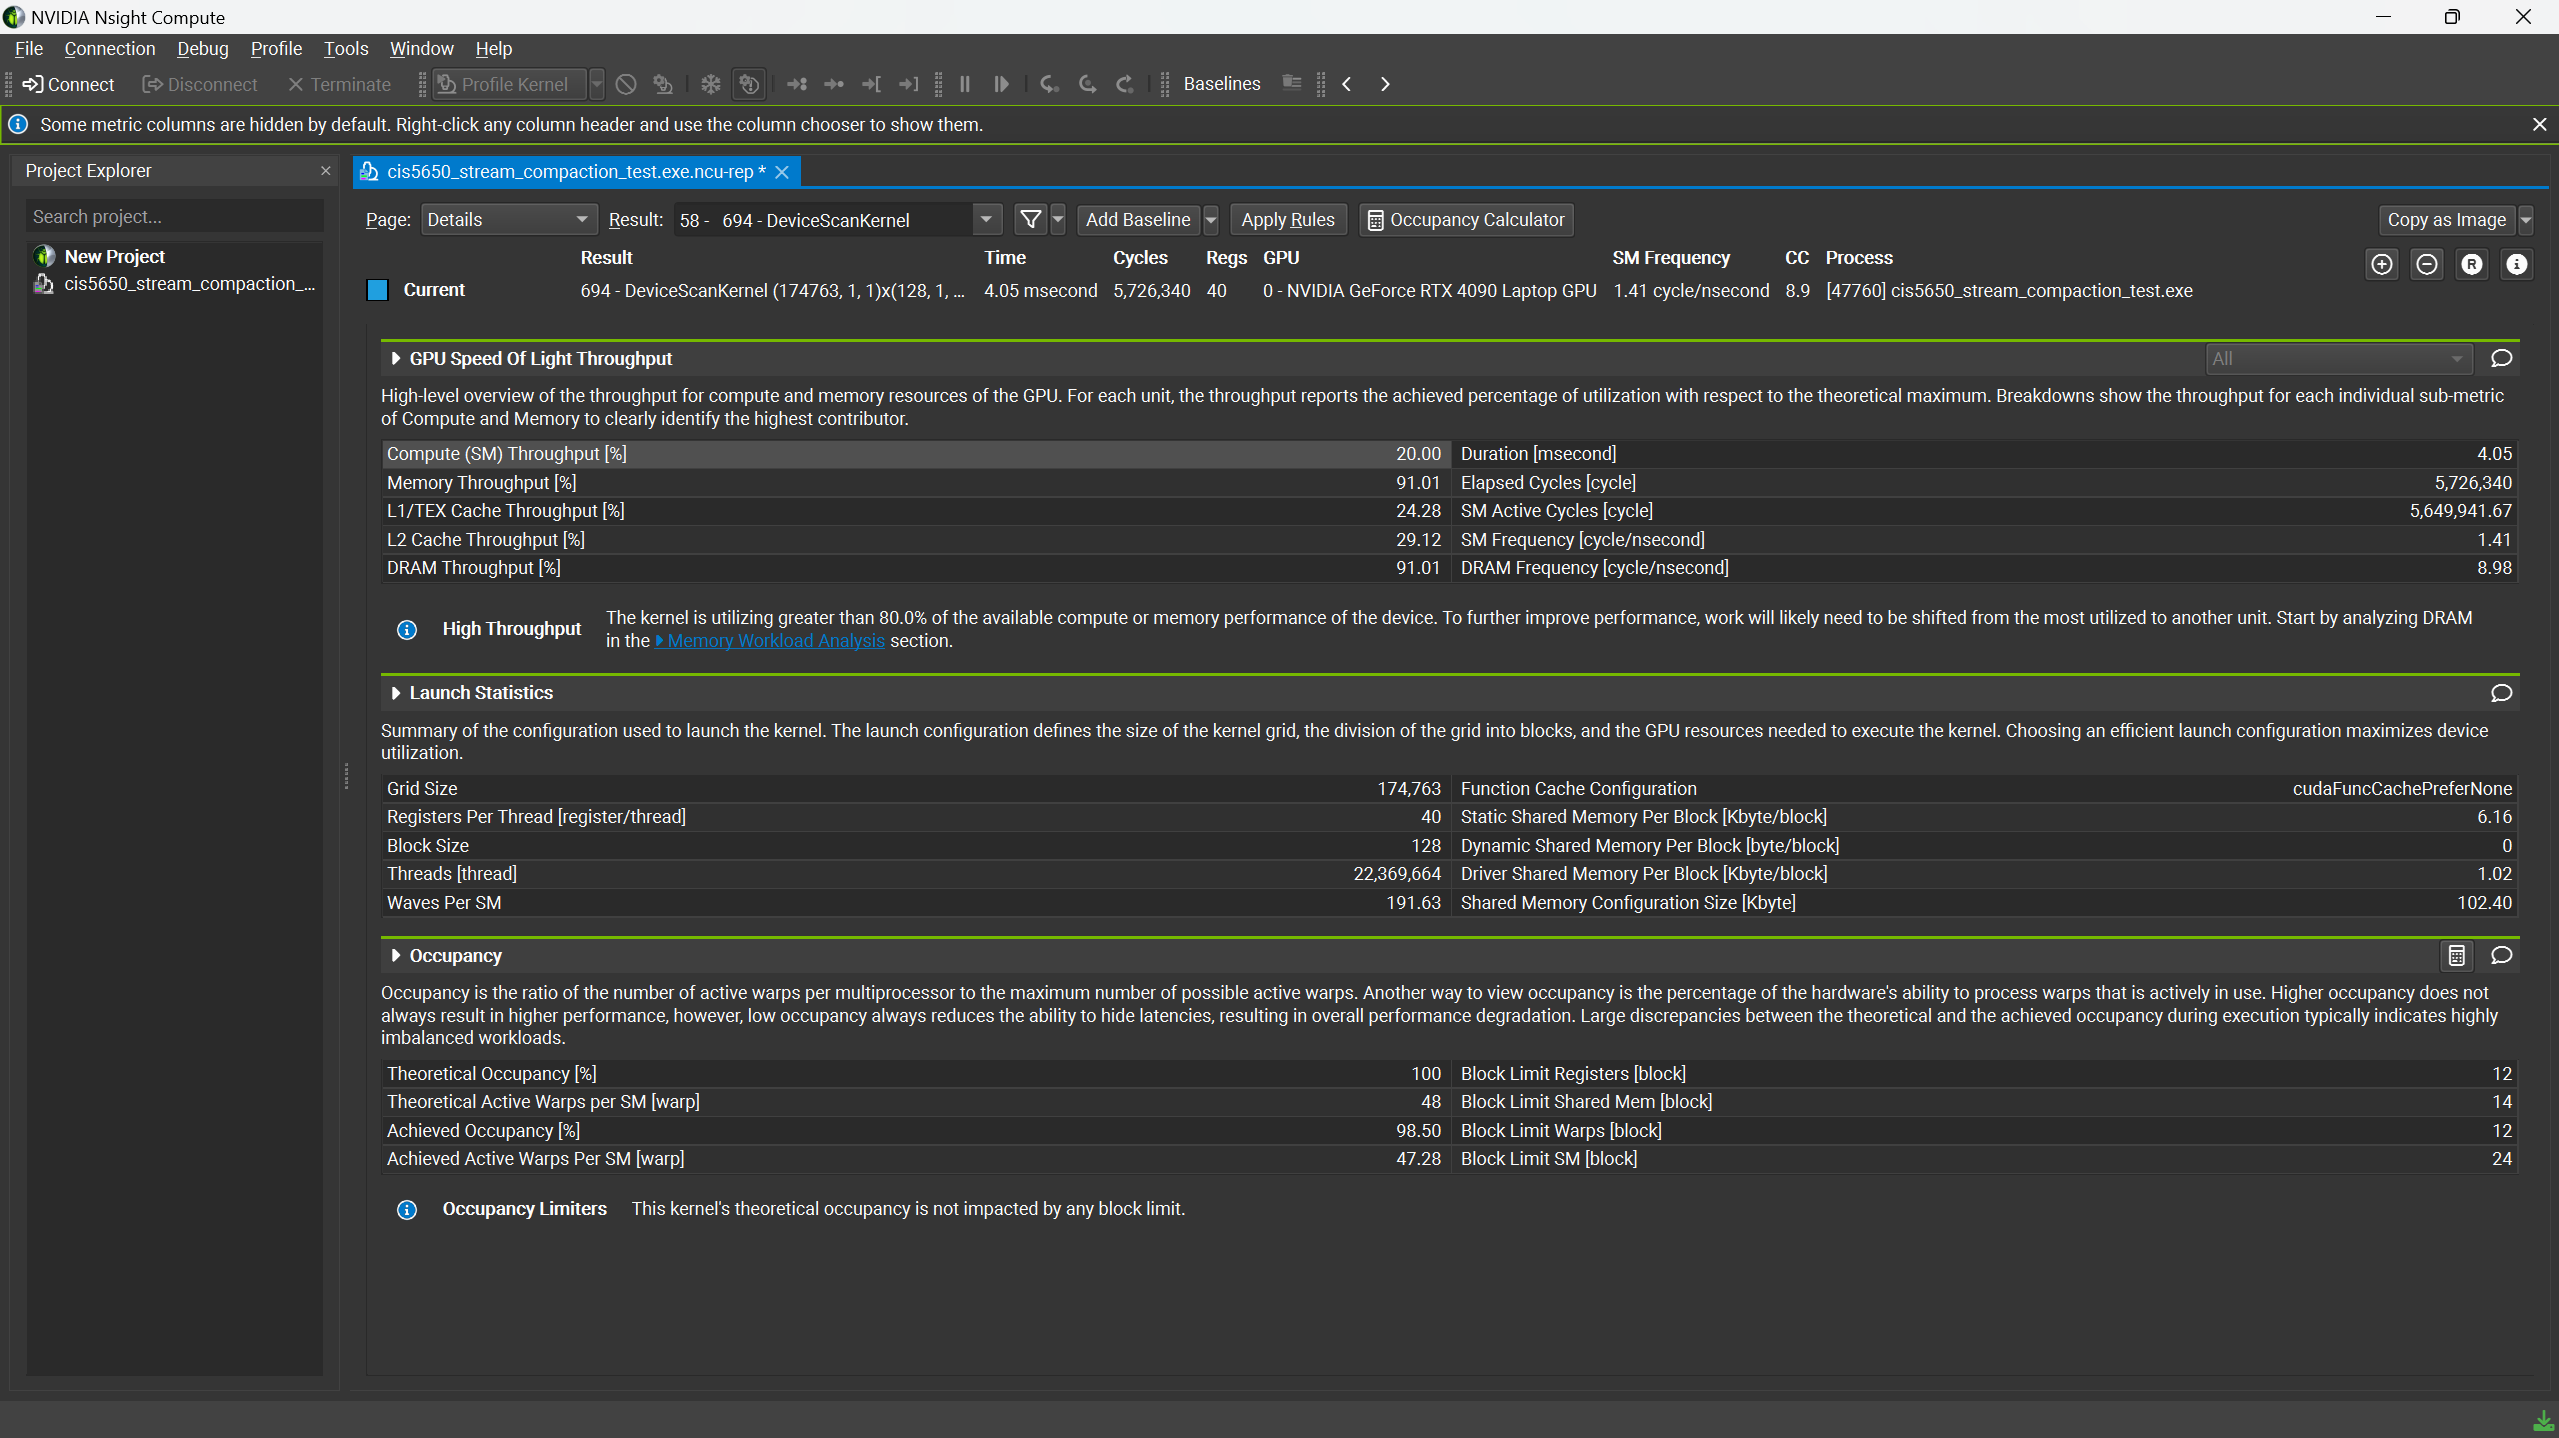 NVIDIA Nsight Compute
File Connection Debug Profile Tools Window Help
Connect Disconnect Terminate Profile Kernel Baselines
Some metric columns are hidden by default. Right-click any column header and use the column chooser to show them.
Project Explorer
cis5650_stream_compaction_test.exe.ncu-rep *
Search project...
New Project
cis5650_stream_compaction_...
Page: Details Result: 58 - 694 - DeviceScanKernel Add Baseline Apply Rules Occupancy Calculator Copy as Image
Result Time Cycles Regs GPU SM Frequency CC Process
Current 694 - DeviceScanKernel (174763, 1, 1)x(128, 1, ... 4.05 msecond 5,726,340 40 0 - NVIDIA GeForce RTX 4090 Laptop GPU 1.41 cycle/nsecond 8.9 [47760] cis5650_stream_compaction_test.exe
GPU Speed Of Light Throughput All
High-level overview of the throughput for compute and memory resources of the GPU. For each unit, the throughput reports the achieved percentage of utilization with respect to the theoretical maximum. Breakdowns show the throughput for each individual sub-metric
of Compute and Memory to clearly identify the highest contributor.
Compute (SM) Throughput [%] 20.00 Duration [msecond] 4.05
Memory Throughput [%] 91.01 Elapsed Cycles [cycle] 5,726,340
L1/TEX Cache Throughput [%] 24.28 SM Active Cycles [cycle] 5,649,941.67
L2 Cache Throughput [%] 29.12 SM Frequency [cycle/nsecond] 1.41
DRAM Throughput [%] 91.01 DRAM Frequency [cycle/nsecond] 8.98
High Throughput The kernel is utilizing greater than 80.0% of the available compute or memory performance of the device. To further improve performance, work will likely need to be shifted from the most utilized to another unit. Start by analyzing DRAM
in the Memory Workload Analysis section.
Launch Statistics
Summary of the configuration used to launch the kernel. The launch configuration defines the size of the kernel grid, the division of the grid into blocks, and the GPU resources needed to execute the kernel. Choosing an efficient launch configuration maximizes device
utilization.
Grid Size 174,763 Function Cache Configuration cudaFuncCachePreferNone
Registers Per Thread [register/thread] 40 Static Shared Memory Per Block [Kbyte/block] 6.16
Block Size 128 Dynamic Shared Memory Per Block [byte/block] 0
Threads [thread] 22,369,664 Driver Shared Memory Per Block [Kbyte/block] 1.02
Waves Per SM 191.63 Shared Memory Configuration Size [Kbyte] 102.40
Occupancy
Occupancy is the ratio of the number of active warps per multiprocessor to the maximum number of possible active warps. Another way to view occupancy is the percentage of the hardware's ability to process warps that is actively in use. Higher occupancy does not
always result in higher performance, however, low occupancy always reduces the ability to hide latencies, resulting in overall performance degradation. Large discrepancies between the theoretical and the achieved occupancy during execution typically indicates highly
imbalanced workloads.
Theoretical Occupancy [%] 100 Block Limit Registers [block] 12
Theoretical Active Warps per SM [warp] 48 Block Limit Shared Mem [block] 14
Achieved Occupancy [%] 98.50 Block Limit Warps [block] 12
Achieved Active Warps Per SM [warp] 47.28 Block Limit SM [block] 24
Occupancy Limiters This kernel's theoretical occupancy is not impacted by any block limit.